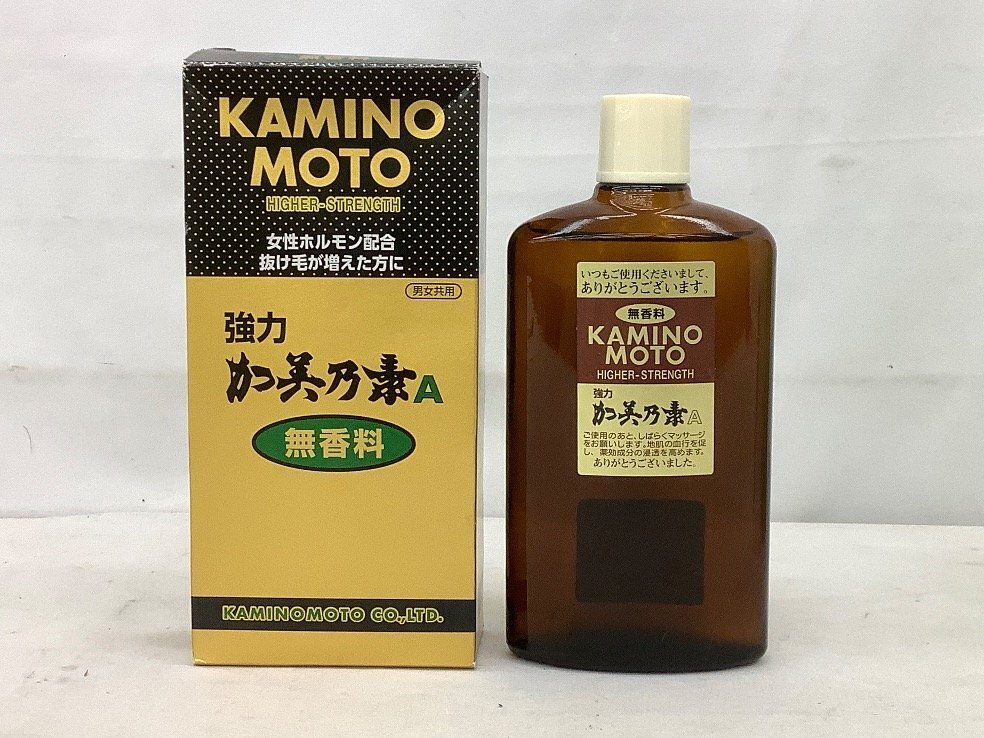 KAMINO
MOTO
HIGHER-STRENGTH
女性ホルモン配合
抜け毛が増えた方に
男女共用
強力
加美乃素A
無香料
KAMINOMOTO CO.,LTD.
いつもご使用くださいまして、
ありがとうございます。
無香料
KAMINO
MOTO
HIGHER-STRENGTH
強力
加美乃素A
ご使用のあと、しばらくマッサージ
をお願いします。地肌の血行を促
し、薬効成分の浸透を高めます。
ありがとうございました。